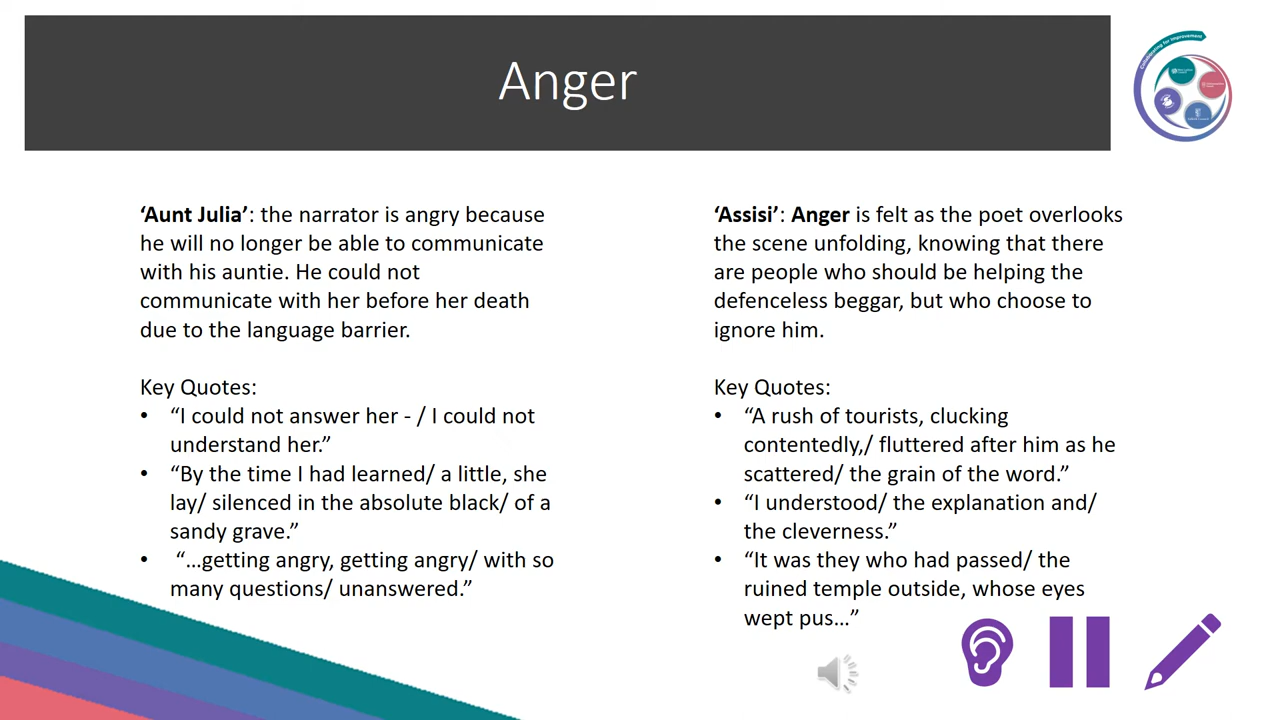 Anger
Collaborating for Improvement
‘Aunt Julia’: the narrator is angry because
he will no longer be able to communicate
with his auntie. He could not
communicate with her before her death
due to the language barrier.
Key Quotes:
• “I could not answer her - / I could not
understand her.”
• “By the time I had learned/ a little, she
lay/ silenced in the absolute black/ of a
sandy grave.”
• “…getting angry, getting angry/ with so
many questions/ unanswered.”
‘Assisi’: Anger is felt as the poet overlooks
the scene unfolding, knowing that there
are people who should be helping the
defenceless beggar, but who choose to
ignore him.
Key Quotes:
• “A rush of tourists, clucking
contentedly,/ fluttered after him as he
scattered/ the grain of the word.”
• “I understood/ the explanation and/
the cleverness.”
• “It was they who had passed/ the
ruined temple outside, whose eyes
wept pus…”